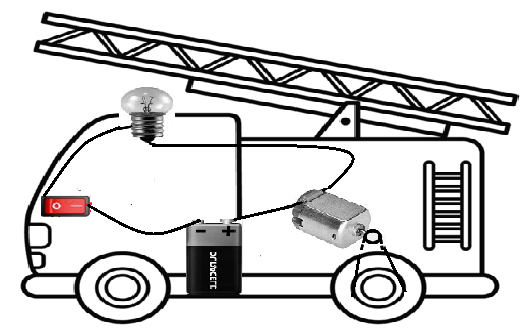 O —
- +
DURACELL